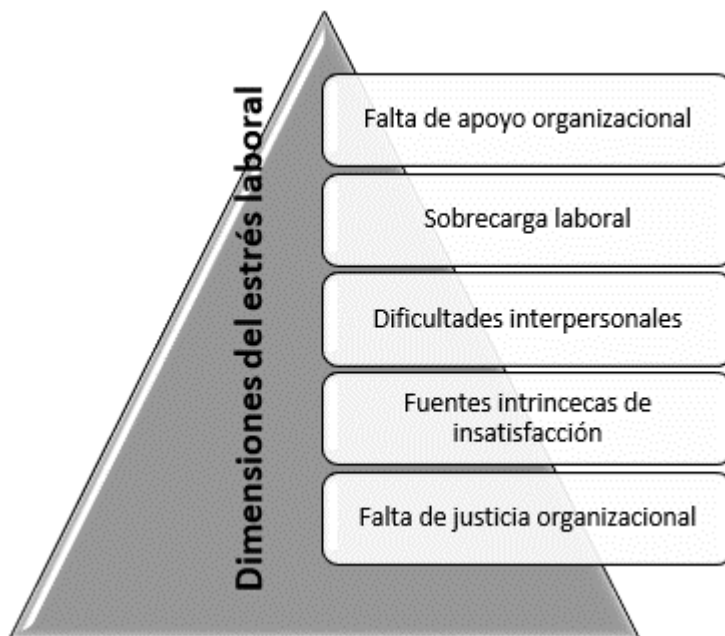 Dimensiones del estrés laboral
Falta de apoyo organizacional
Sobrecarga laboral
Dificultades interpersonales
Fuentes intrincecas de
insatisfacción
Falta de justicia organizacional